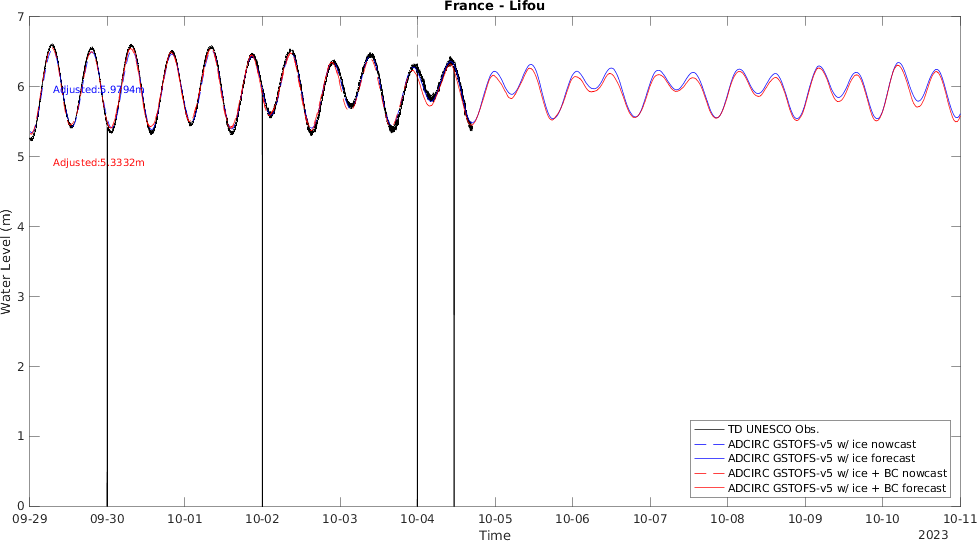 France - Lifou
Water Level (m)
7
6
5
4
3
2
1
0
Adjusted:5.9794m
Adjusted:5.3332m
TD UNESCO Obs.
ADCIRC GSTOFS-v5 w/ ice nowcast
ADCIRC GSTOFS-v5 w/ ice forecast
ADCIRC GSTOFS-v5 w/ ice + BC nowcast
ADCIRC GSTOFS-v5 w/ ice + BC forecast
09-29 09-30 10-01 10-02 10-03 10-04 10-05 10-06 10-07 10-08 10-09 10-10 10-11
Time
2023